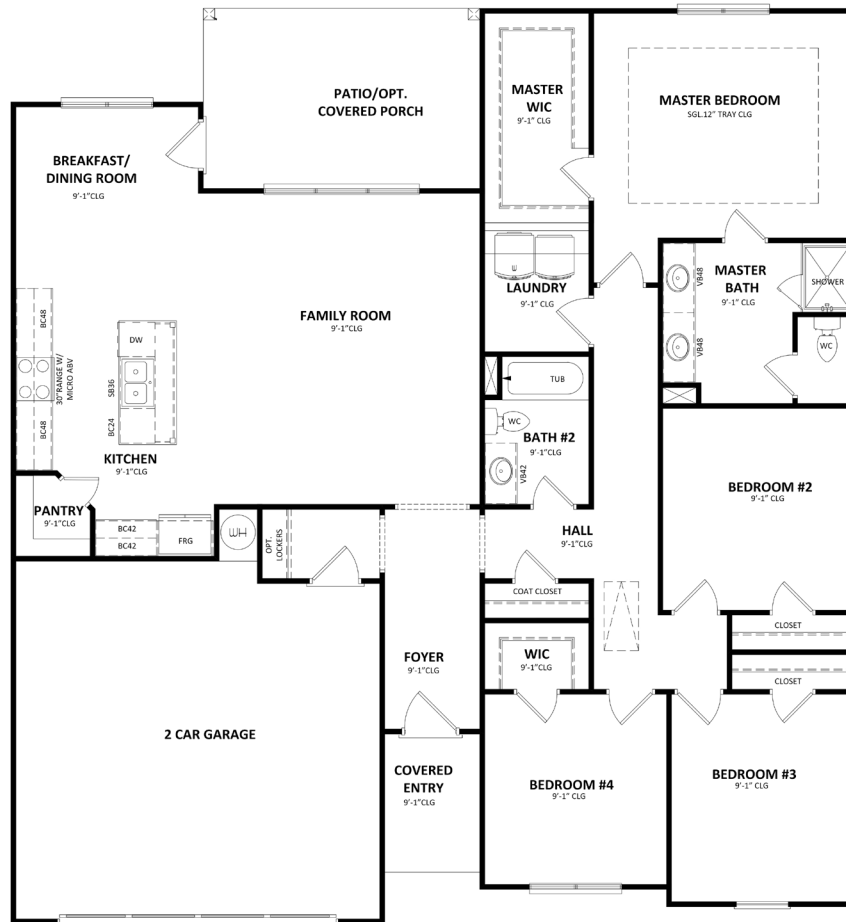 PATIO/OPT.
COVERED PORCH
MASTER
WIC
9'-1" CLG
MASTER BEDROOM
SGL.12" TRAY CLG
BREAKFAST/
DINING ROOM
9'-1"CLG
FAMILY ROOM
9'-1"CLG
LAUNDRY
9'-1" CLG
VB48
VB48
MASTER
BATH
9'-1" CLG
SHOWER
WC
BC48
30"RANGE W/
MICRO ABV
BC48
DW
SB36
BC24
KITCHEN
9'-1"CLG
TUB
WC
BATH #2
9'-1"CLG
VB42
BEDROOM #2
9'-1" CLG
PANTRY
9'-1"CLG
BC42
BC42
FRG
WH
OPT.
LOCKERS
HALL
9'-1"CLG
COAT CLOSET
CLOSET
CLOSET
FOYER
9'-1"CLG
WIC
9'-1"CLG
2 CAR GARAGE
COVERED
ENTRY
9'-1"CLG
BEDROOM #4
9'-1" CLG
BEDROOM #3
9'-1" CLG